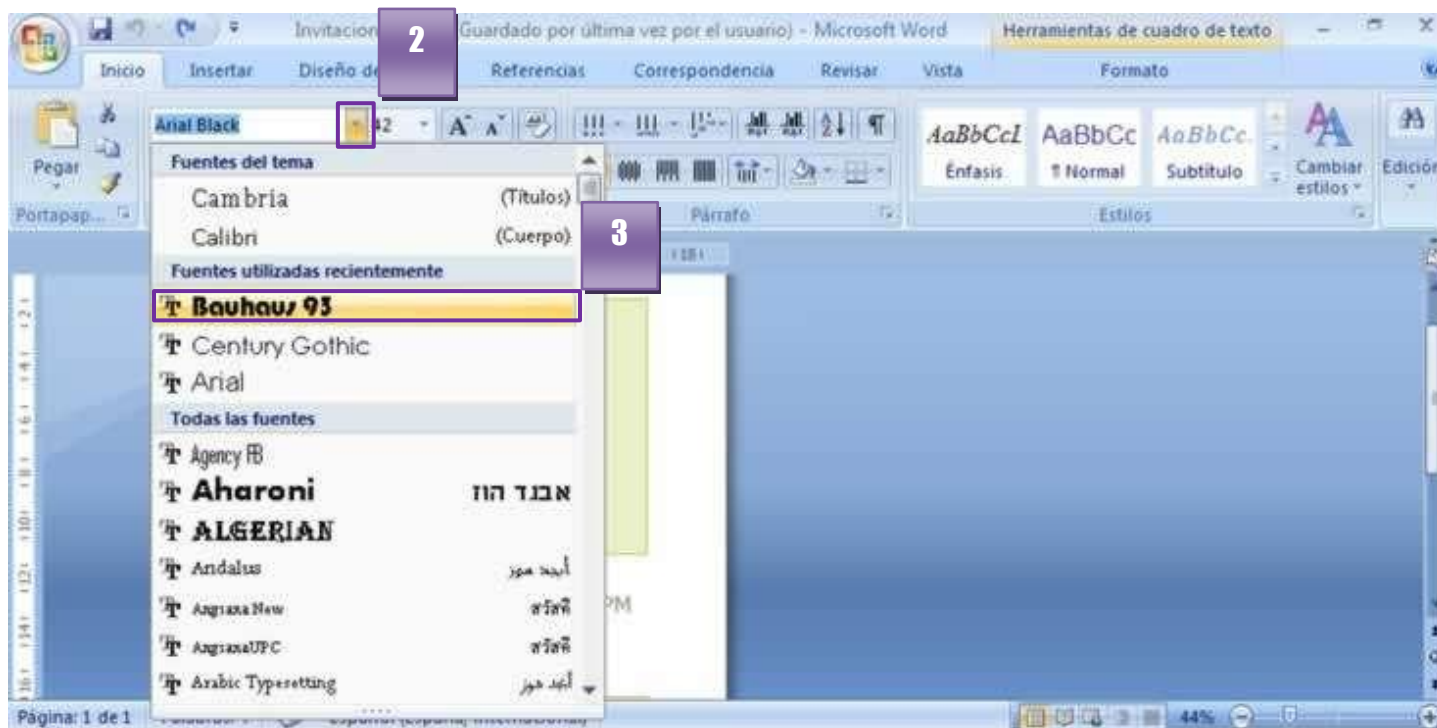 Invitacion
Guardado por última vez por el usuario) - Microsoft Word
Herramientas de cuadro de texto
2
Inicio
Insertar
Diseño de
Referencias
Correspondencia
Revisar
Vista
Formato
Arial Black
42
Pegar
Portapap...
AaBbCcI
AaBbCc
AaBbCc.
Énfasis
¶ Normal
Subtítulo
Cambiar
estilos
Edición
Párrafo
Estilos
Fuentes del tema
Cambria (Títulos)
Calibri (Cuerpo)
3
Fuentes utilizadas recientemente
Bauhaus 93
Century Gothic
Arial
Todas las fuentes
Agency FB
Aharoni אבגד הוז
ALGERIAN
Andalus أبجد هوز
Angsana New สวัสดี
AngsanaUPC สวัสดี
Arabic Typesetting أبجد هوز
PM
Página: 1 de 1
44%